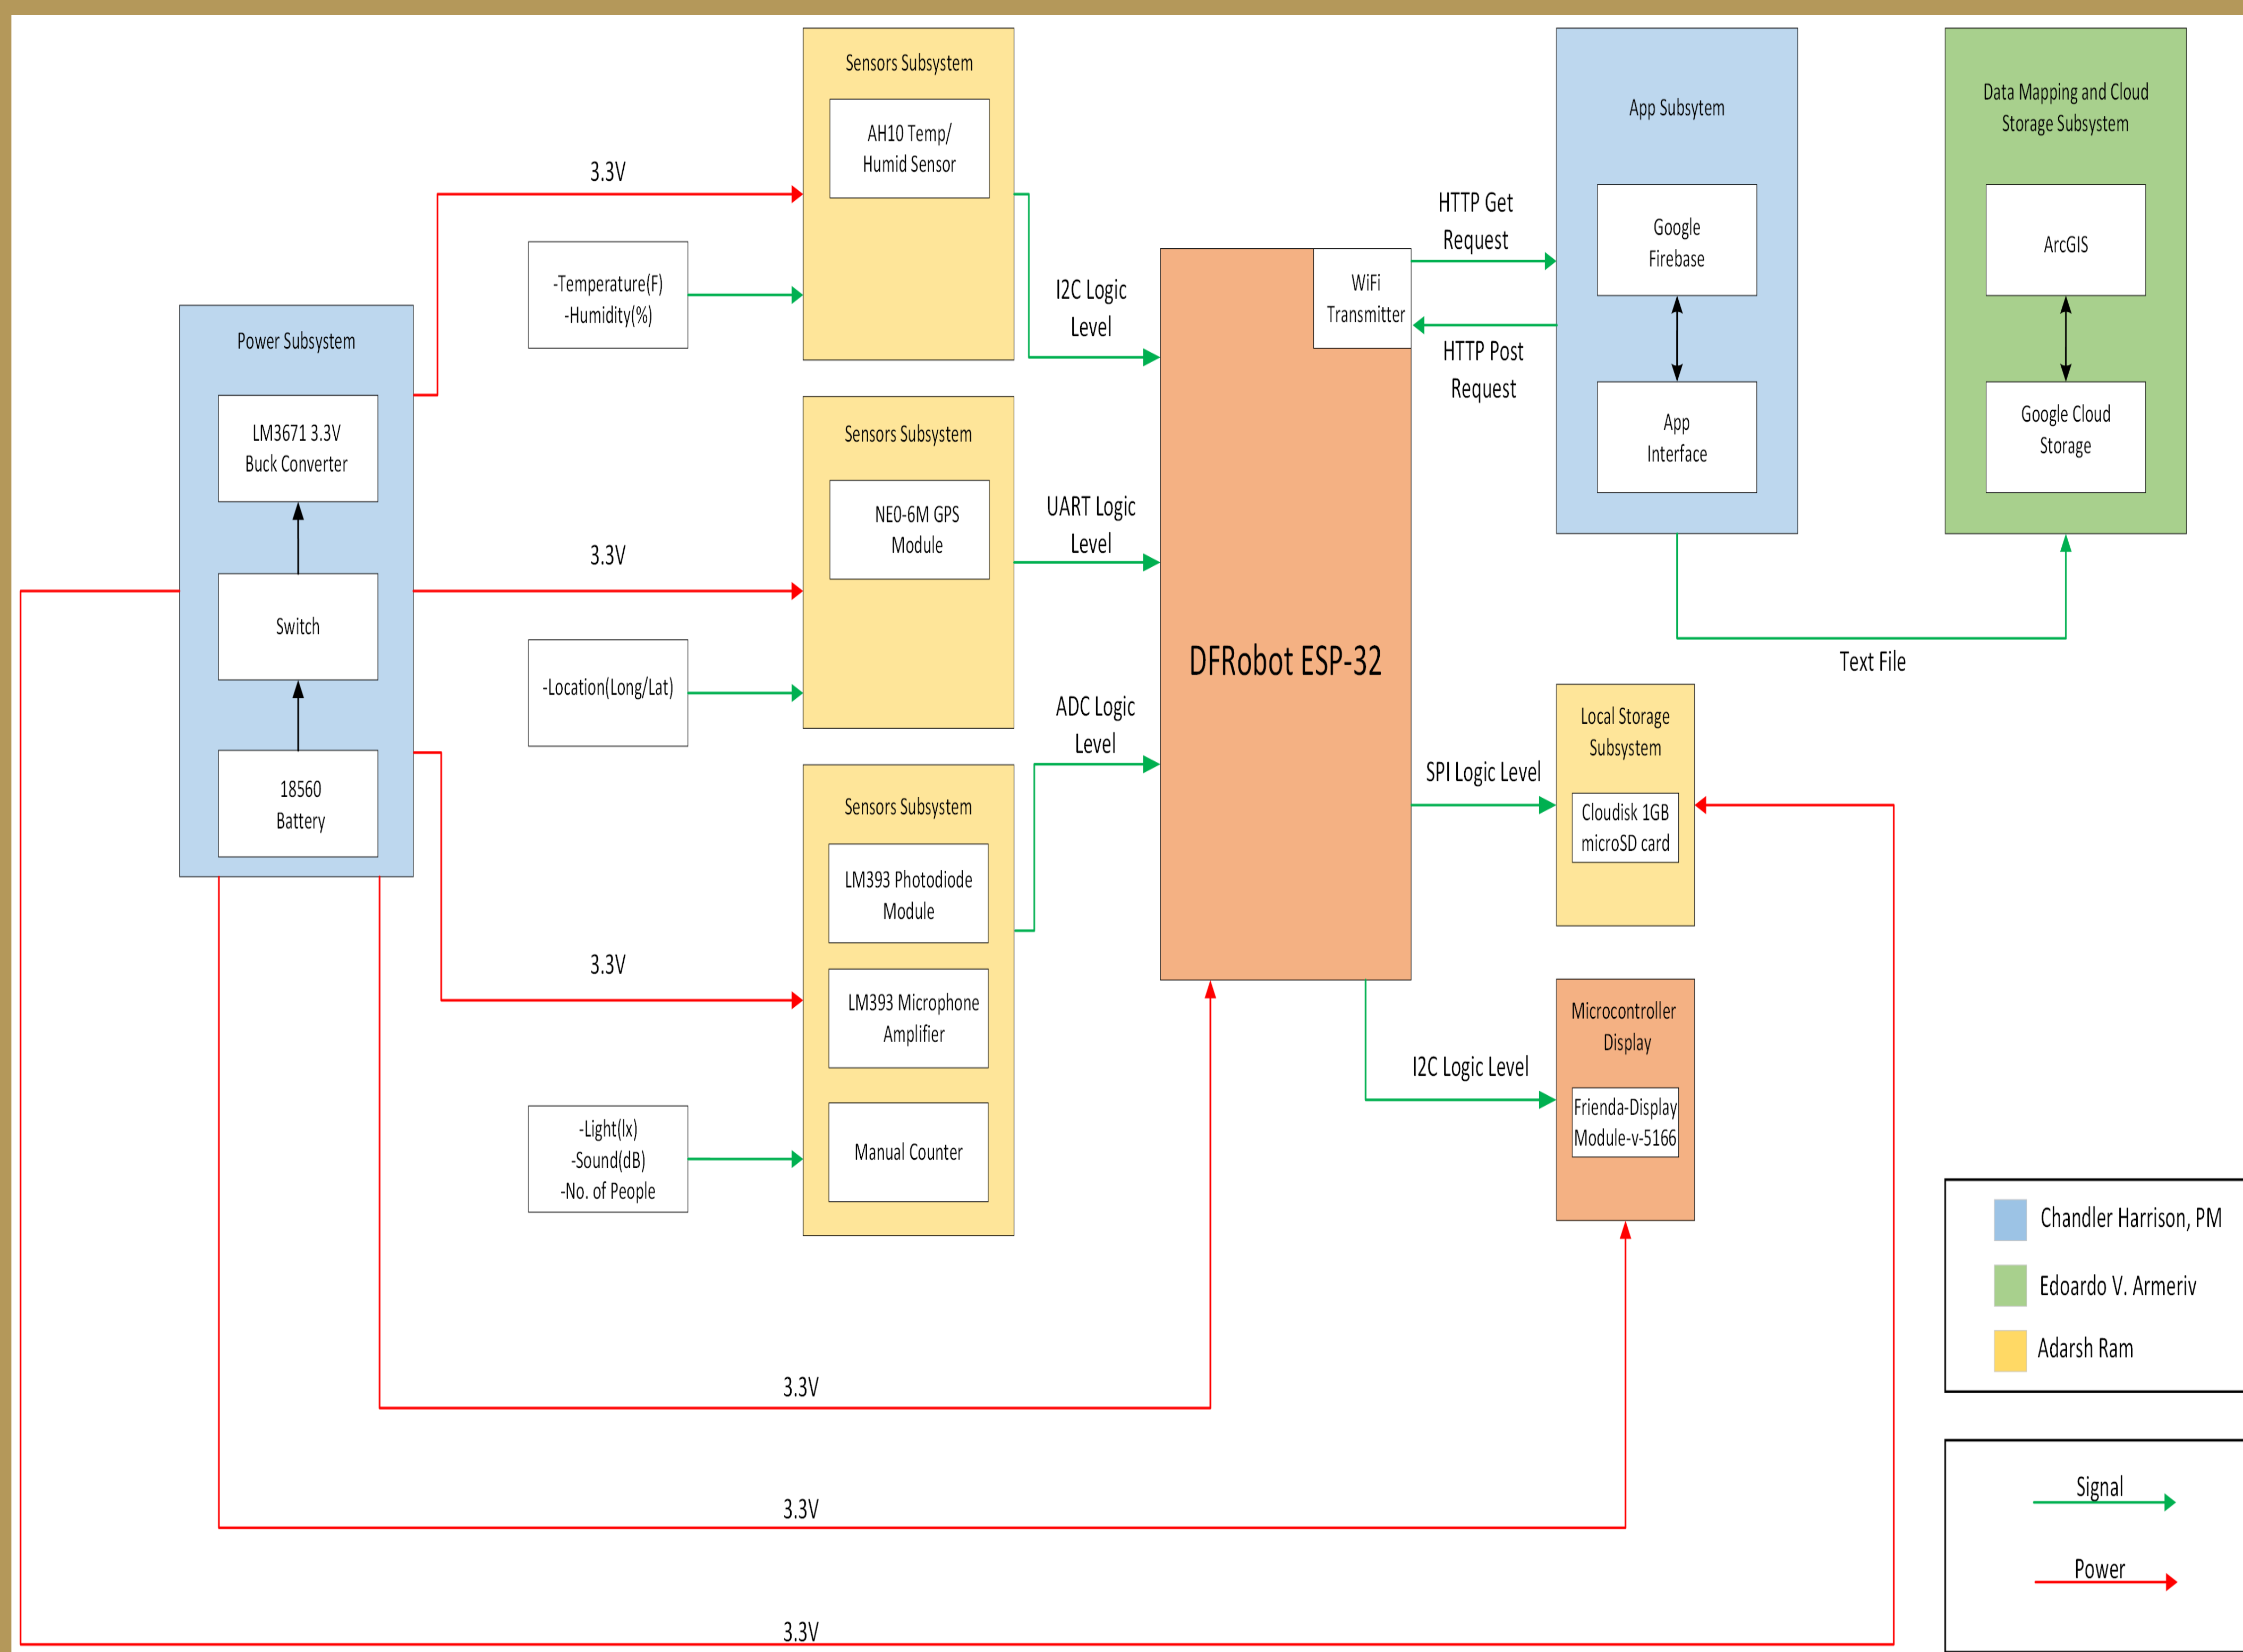 Sensors Subsystem
AH10 Temp/
Humid Sensor
App Subsytem
Google
Firebase
App
Interface
Data Mapping and Cloud
Storage Subsystem
ArcGIS
Google Cloud
Storage
3.3V
-Temperature(F)
-Humidity(%)
I2C Logic
Level
HTTP Get
Request
WiFi
Transmitter
HTTP Post
Request
Power Subsystem
LM3671 3.3V
Buck Converter
Switch
18560
Battery
3.3V
-Location(Long/Lat)
Sensors Subsystem
NE0-6M GPS
Module
UART Logic
Level
DFRobot ESP-32
Text File
ADC Logic
Level
Sensors Subsystem
LM393 Photodiode
Module
LM393 Microphone
Amplifier
Manual Counter
3.3V
-Light(lx)
-Sound(dB)
-No. of People
SPI Logic Level
Local Storage
Subsystem
Cloudisk 1GB
microSD card
I2C Logic Level
Microcontroller
Display
Frienda-Display
Module-v-5166
Chandler Harrison, PM
Edoardo V. Armeriv
Adarsh Ram
3.3V
3.3V
3.3V
Signal
Power